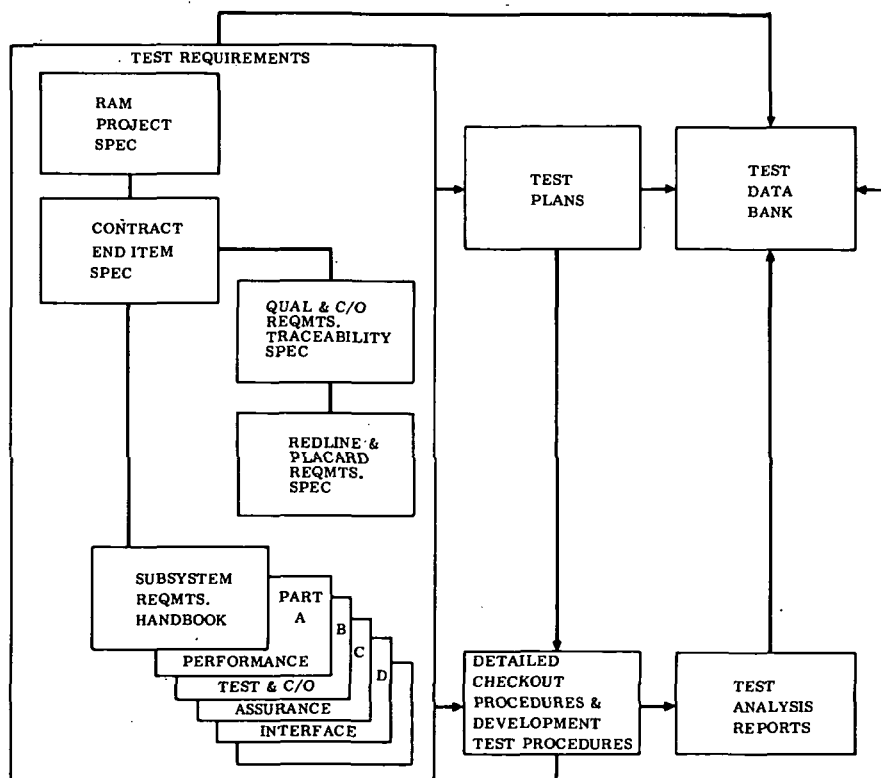 TEST REQUIREMENTS
RAM
PROJECT
SPEC
CONTRACT
END ITEM
SPEC
QUAL & C/O
REQMTS.
TRACEABILITY
SPEC
REDLINE &
PLACARD
REQMTS.
SPEC
SUBSYSTEM
REQMTS.
HANDBOOK
PART
A
PERFORMANCE
B
TEST & C/O
C
ASSURANCE
D
INTERFACE
TEST
PLANS
TEST
DATA
BANK
DETAILED
CHECKOUT
PROCEDURES &
DEVELOPMENT
TEST PROCEDURES
TEST
ANALYSIS
REPORTS